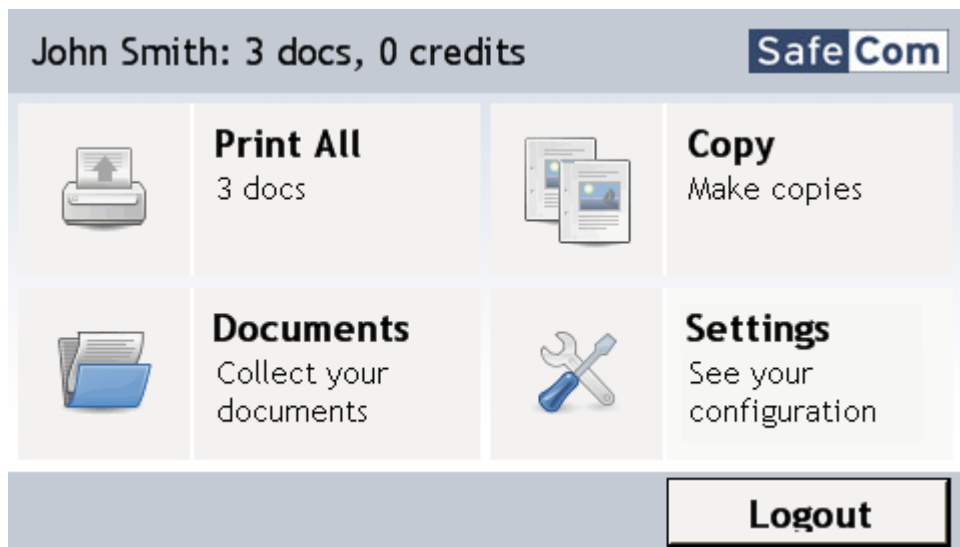 John Smith: 3 docs, 0 credits
SafeCom
Print All
3 docs
Copy
Make copies
Documents
Collect your
documents
Settings
See your
configuration
Logout